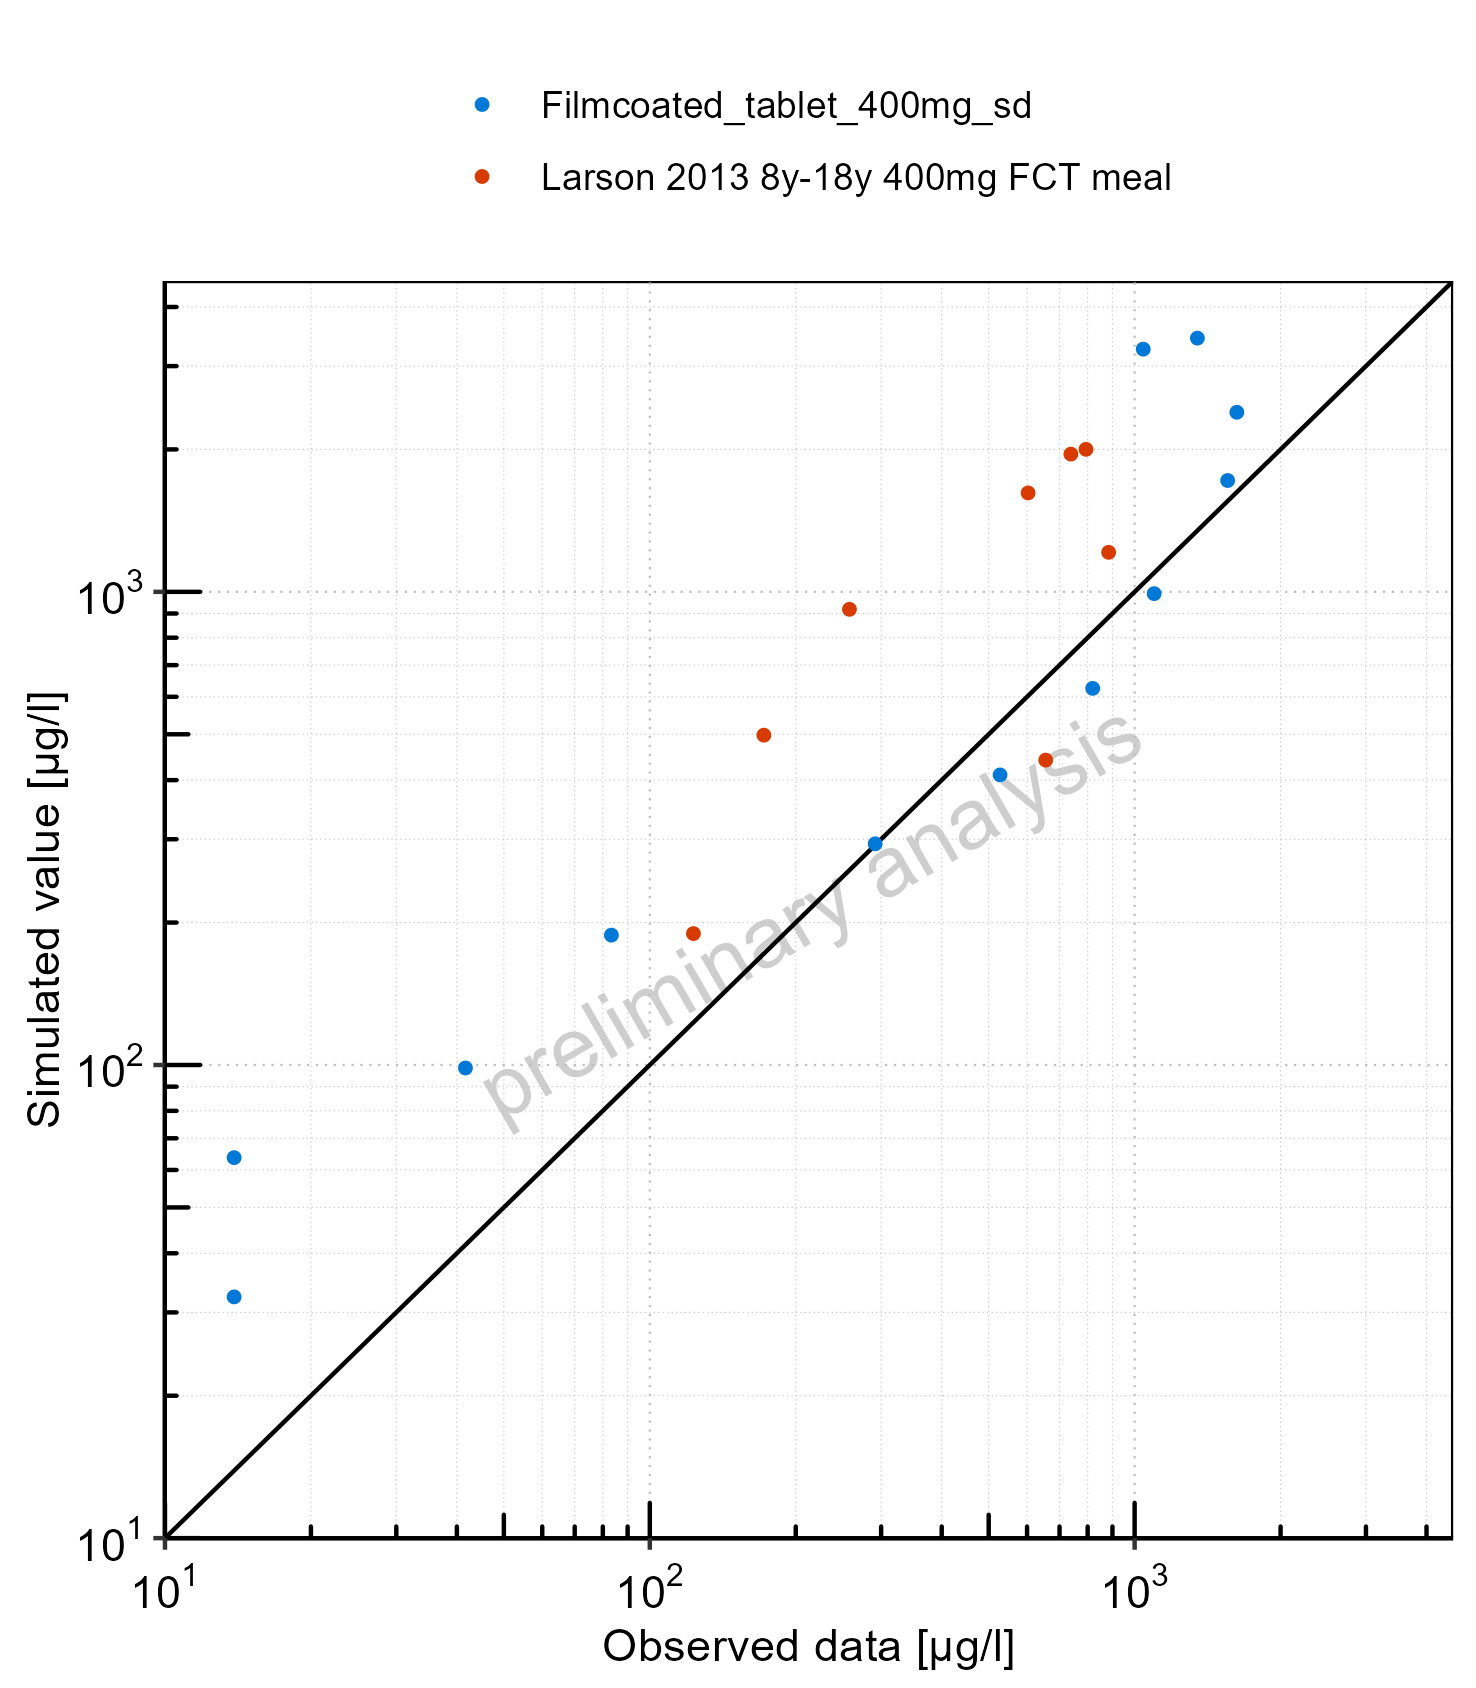 Filmcoated_tablet_400mg_sd
Larson 2013 8y-18y 400mg FCT meal
10³
10²
10¹
Simulated value [µg/l]
preliminary analysis
10¹ 10² 10³
Observed data [µg/l]